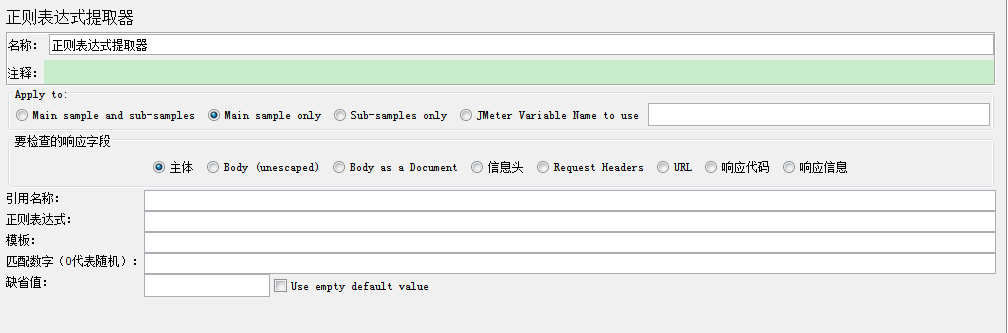 正则表达式提取器
名称: 正则表达式提取器
注释:
Apply to:
Main sample and sub-samples Main sample only Sub-samples only JMeter Variable Name to use
要检查的响应字段
主体 Body (unescaped) Body as a Document 信息头 Request Headers URL 响应代码 响应信息
引用名称:
正则表达式:
模板:
匹配数字（0代表随机）:
缺省值: Use empty default value